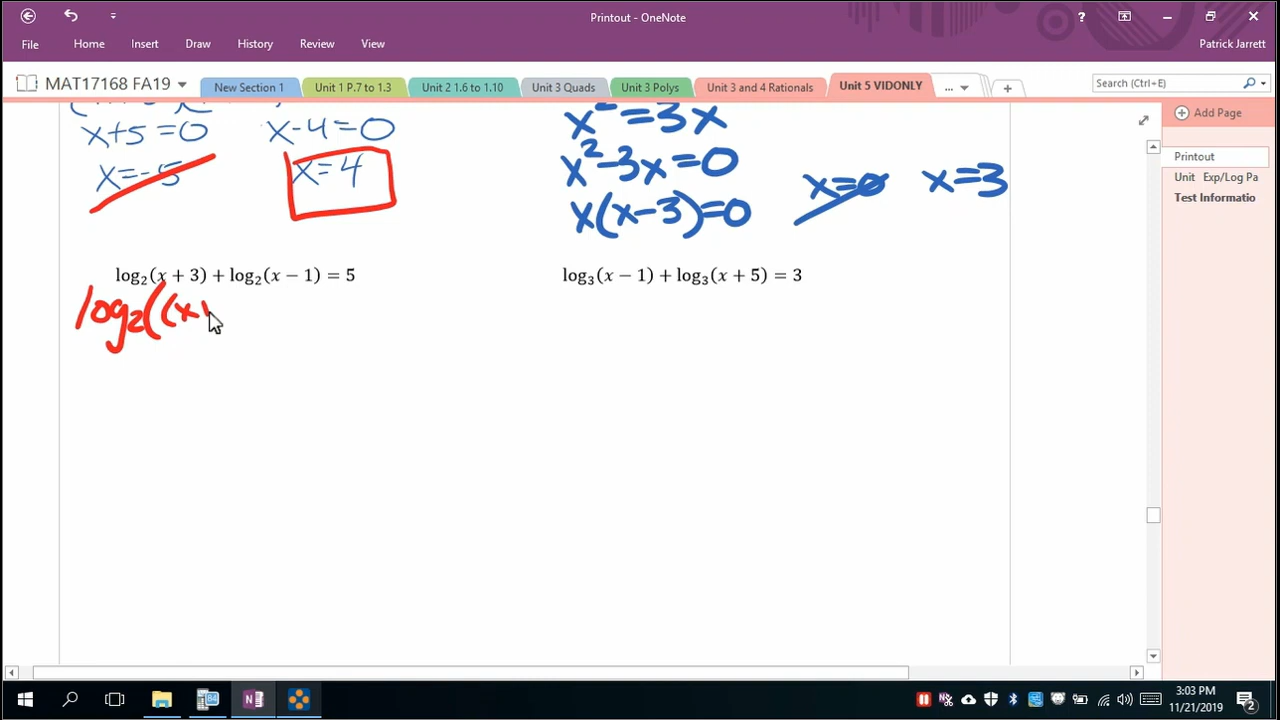 Printout - OneNote
?
File Home Insert Draw History Review View
Patrick Jarrett
MAT17168 FA19
New Section 1
Unit 1 P.7 to 1.3
Unit 2 1.6 to 1.10
Unit 3 Quads
Unit 3 Polys
Unit 3 and 4 Rationals
Unit 5 VIDONLY
...
+
Search (Ctrl+E)
Add Page
Printout
Unit Exp/Log Pa
Test Informatio
x+5=0
x-4=0
x=-5
x=4
x²=3x
x²-3x=0
x(x-3)=0
x=0
x=3
log₂(x + 3) + log₂(x − 1) = 5
log₂((x
log₃(x − 1) + log₃(x + 5) = 3
3:03 PM
11/21/2019
2